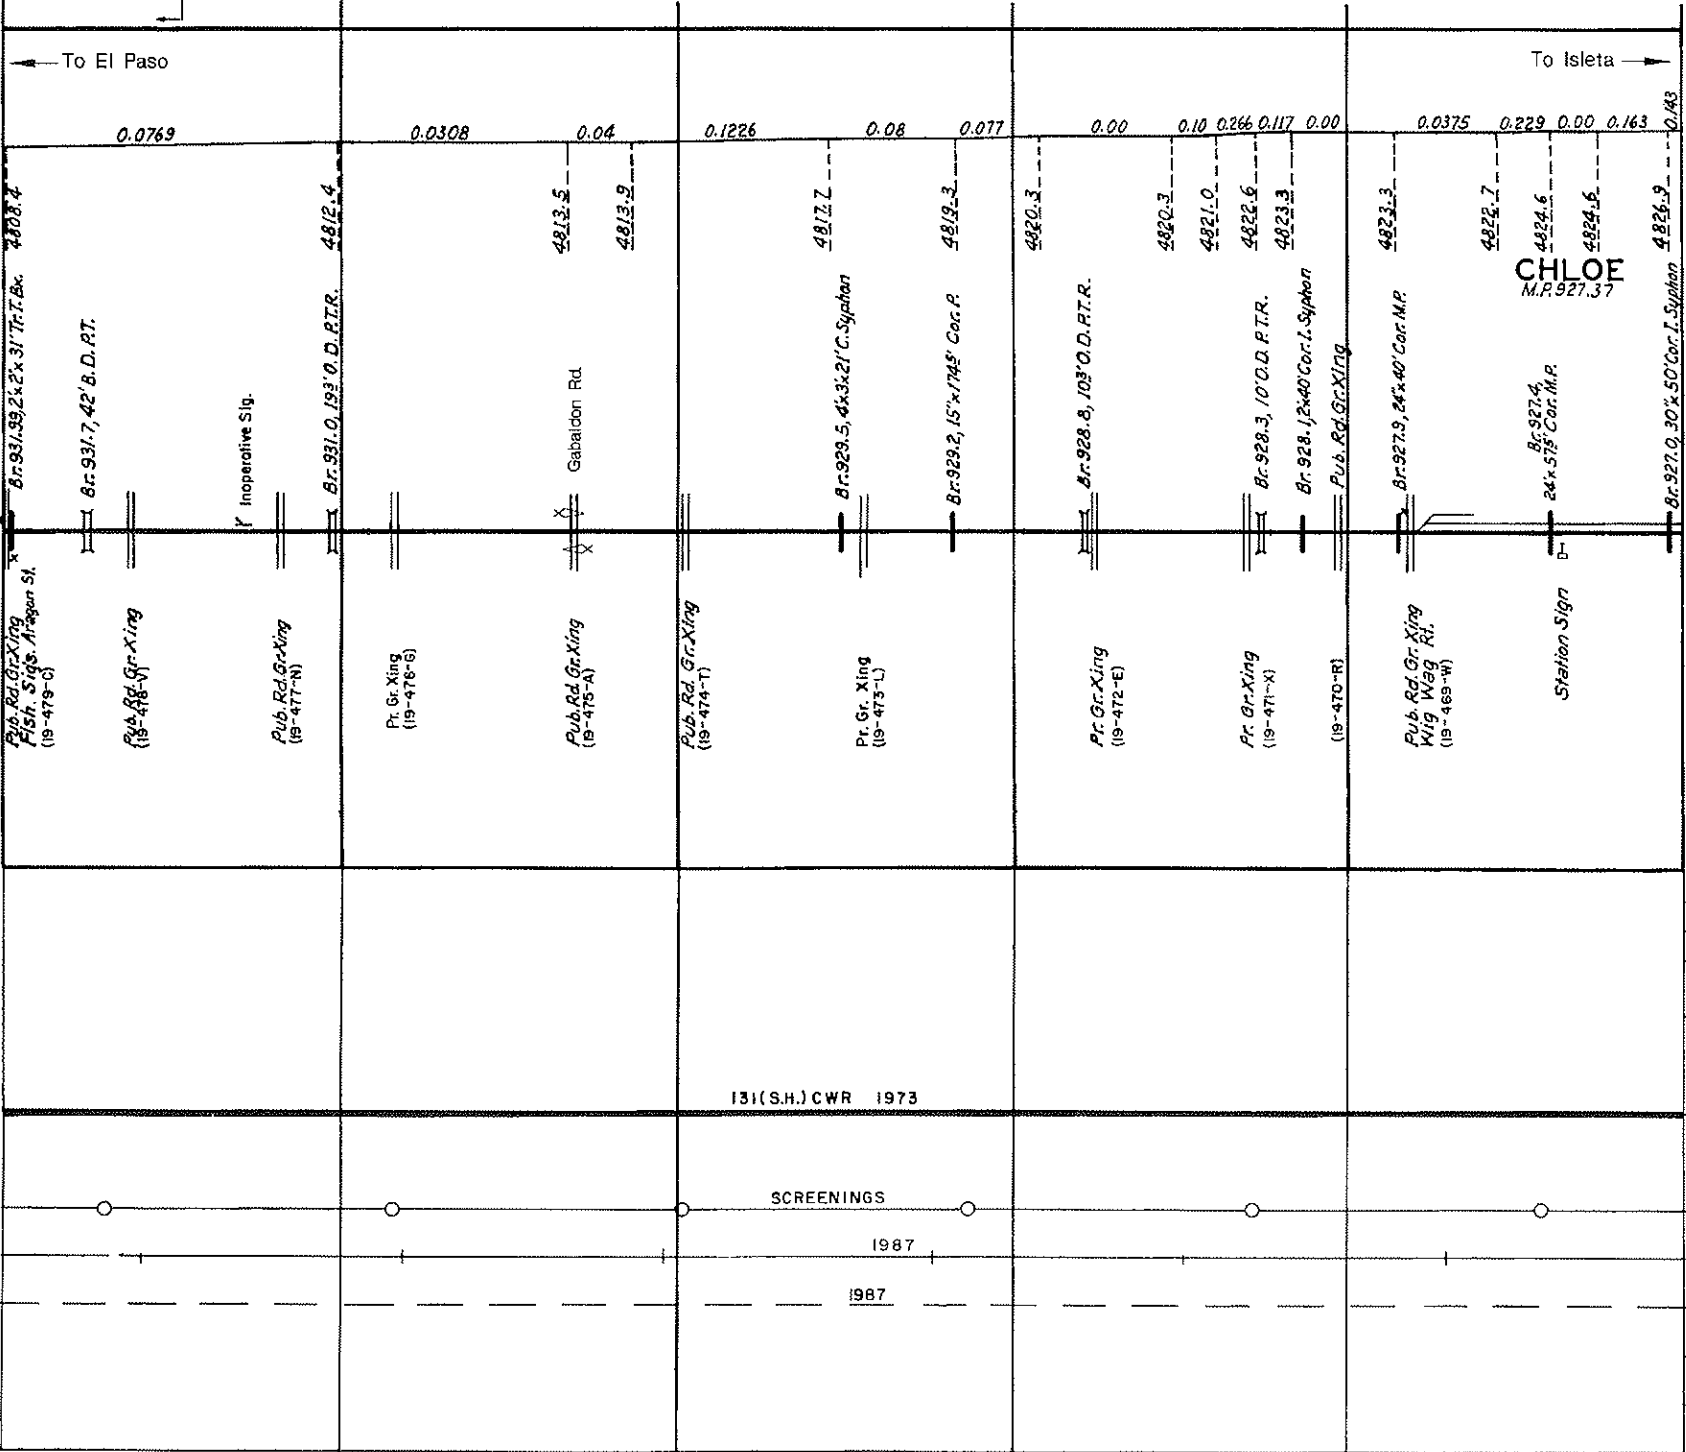 To El Paso
To Isleta
0.0769
0.0308
0.04
0.1226
0.08
0.077
0.00
0.10
0.266
0.117
0.00
0.0375
0.229
0.00
0.163
0.143
4808.4
4812.4
4813.5
4813.9
4817.7
4819.3
4820.3
4820.3
4821.0
4822.6
4823.3
4823.3
4822.7
4824.6
4824.6
4826.9
CHLOE
M.P. 927.37
Br. 931.99, 2'x2'x31' Tr. T. Bx.
Br. 931.7, 42' B.D.P.T.
Inoperative Sig.
Br. 931.0, 193' O.D.P.T.R.
Gabaldon Rd.
Br. 929.5, 4'x3'x21' C. Syphon
Br. 929.2, 15"x174⁵' Cor. P.
Br. 928.8, 10³' O.D.P.T.R.
Br. 928.3, 10' O.D.P.T.R.
Br. 928.1, 2'x40' Cor. I. Syphon
Pub. Rd. Gr. Xing
Br. 927.9, 24"x40' Cor. M.P.
Br. 927.4,
24"x57⁵' Cor. M.P.
Br. 927.0, 30"x50' Cor. I. Syphon
Pub. Rd. Gr. Xing
Flsh. Sigs. Aragon St.
(19-479-C)
Pub. Rd. Gr. Xing
(19-478-V)
Pub. Rd. Gr. Xing
(19-477-N)
Pr. Gr. Xing
(19-476-G)
Pub. Rd. Gr. Xing
(19-475-A)
Pub. Rd. Gr. Xing
(19-474-T)
Pr. Gr. Xing
(19-473-L)
Pr. Gr. Xing
(19-472-E)
Pr. Gr. Xing
(19-471-X)
(19-470-R)
Pub. Rd. Gr. Xing
Wig Wag Rt.
(19-469-W)
Station Sign
131 (S.H.) CWR 1973
SCREENINGS
1987
1987